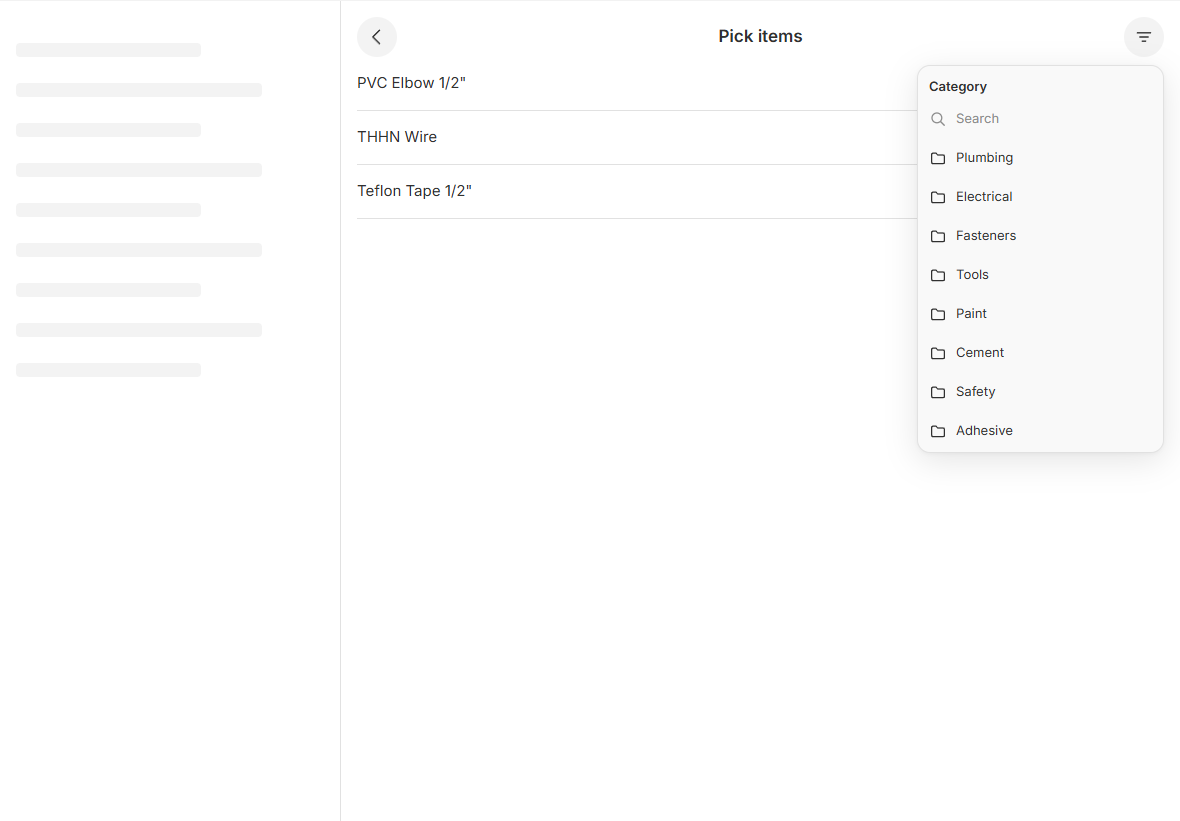 Pick items
PVC Elbow 1/2"
THHN Wire
Teflon Tape 1/2"
Category
Search
Plumbing
Electrical
Fasteners
Tools
Paint
Cement
Safety
Adhesive